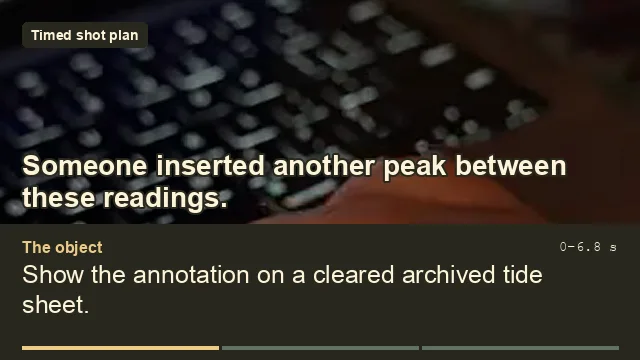 Timed shot plan
Someone inserted another peak between
these readings.
The object
0–6.8 s
Show the annotation on a cleared archived tide
sheet.